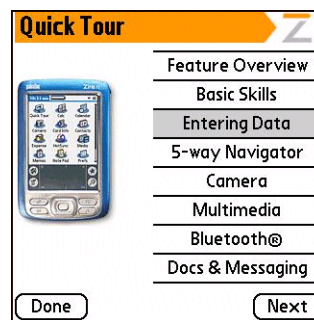 Quick Tour
Z
Feature Overview
Basic Skills
Entering Data
5-way Navigator
Camera
Multimedia
Bluetooth®
Docs & Messaging
Done
Next